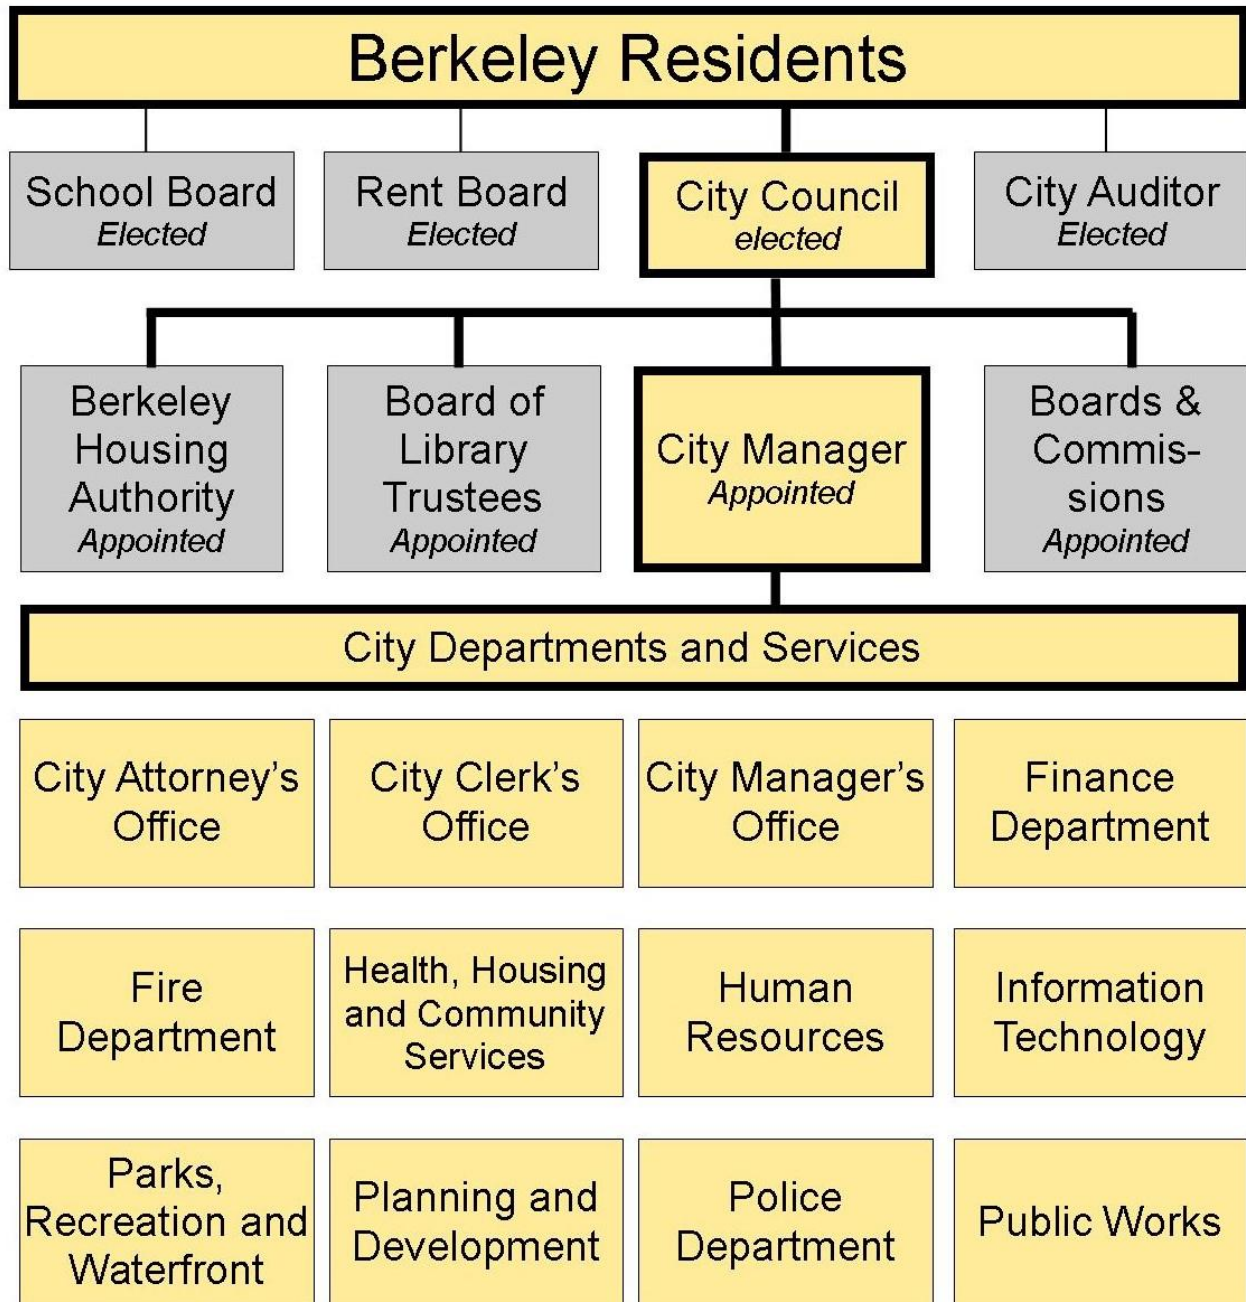 Berkeley Residents
School Board
Elected
Rent Board
Elected
City Council
elected
City Auditor
Elected
Berkeley
Housing
Authority
Appointed
Board of
Library
Trustees
Appointed
City Manager
Appointed
Boards &
Commis-
sions
Appointed
City Departments and Services
City Attorney's
Office
City Clerk's
Office
City Manager's
Office
Finance
Department
Fire
Department
Health, Housing
and Community
Services
Human
Resources
Information
Technology
Parks,
Recreation and
Waterfront
Planning and
Development
Police
Department
Public Works